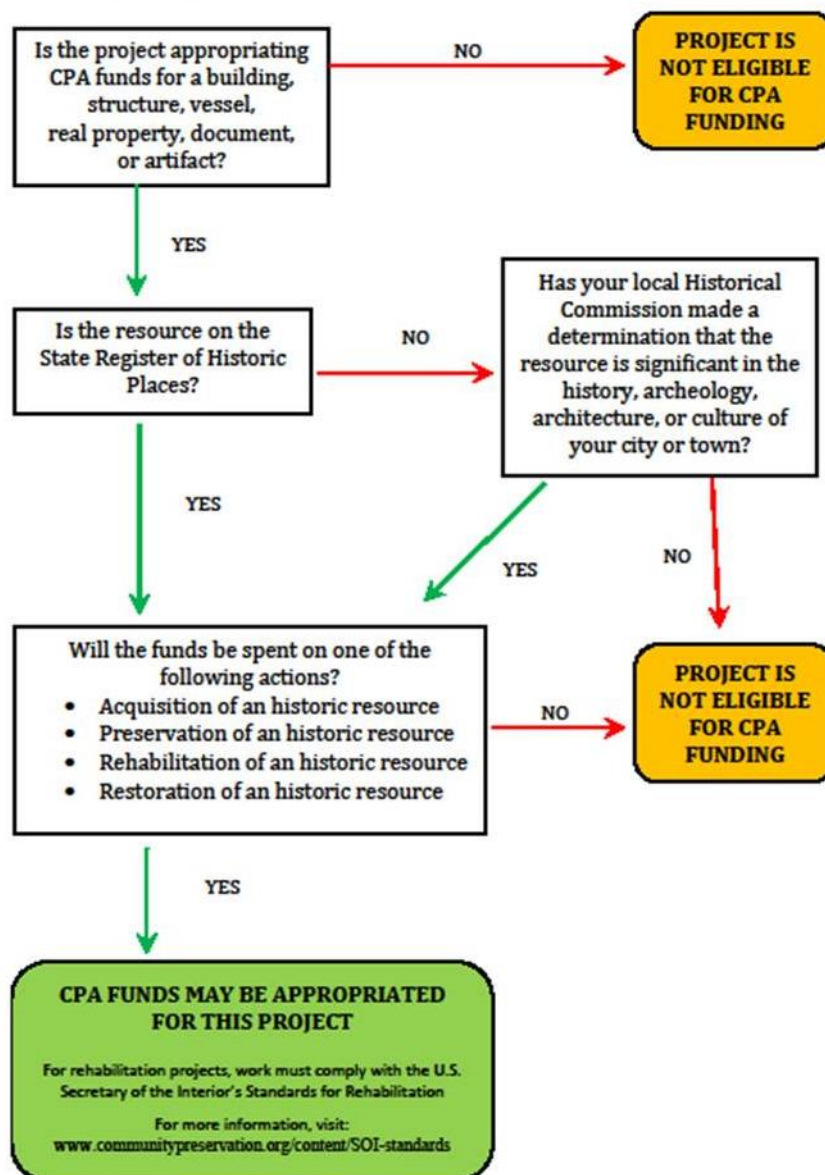 Is the project appropriating
CPA funds for a building,
structure, vessel,
real property, document,
or artifact?
NO
PROJECT IS
NOT ELIGIBLE
FOR CPA
FUNDING
YES
Is the resource on the
State Register of Historic
Places?
NO
Has your local Historical
Commission made a
determination that the
resource is significant in the
history, archeology,
architecture, or culture of
your city or town?
YES
YES
NO
Will the funds be spent on one of the
following actions?
• Acquisition of an historic resource
• Preservation of an historic resource
• Rehabilitation of an historic resource
• Restoration of an historic resource
NO
PROJECT IS
NOT ELIGIBLE
FOR CPA
FUNDING
YES
CPA FUNDS MAY BE APPROPRIATED
FOR THIS PROJECT
For rehabilitation projects, work must comply with the U.S.
Secretary of the Interior's Standards for Rehabilitation
For more information, visit:
www.communitypreservation.org/content/SOI-standards